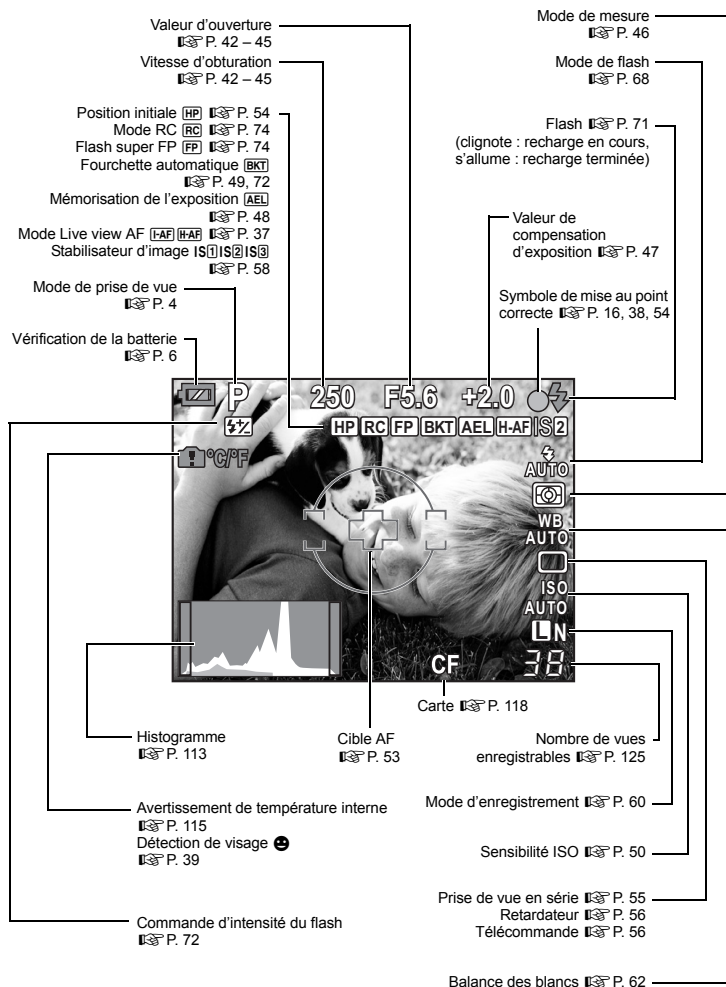 Valeur d'ouverture
☞ P. 42 – 45
Vitesse d'obturation
☞ P. 42 – 45
Position initiale HP ☞ P. 54
Mode RC RC ☞ P. 74
Flash super FP FP ☞ P. 74
Fourchette automatique BKT
☞ P. 49, 72
Mémorisation de l'exposition AEL
☞ P. 48
Mode Live view AF I-AF H-AF ☞ P. 37
Stabilisateur d'image IS1 IS2 IS3
☞ P. 58
Mode de prise de vue
☞ P. 4
Vérification de la batterie
☞ P. 6
Mode de mesure
☞ P. 46
Mode de flash
☞ P. 68
Flash ☞ P. 71
(clignote : recharge en cours,
s'allume : recharge terminée)
Valeur de
compensation
d'exposition ☞ P. 47
Symbole de mise au point
correcte ☞ P. 16, 38, 54
P 250 F5.6 +2.0
HP RC FP BKT AEL H-AF IS2
°C/°F
AUTO
WB
AUTO
ISO
AUTO
L N
CF 38
Carte ☞ P. 118
Histogramme
☞ P. 113
Cible AF
☞ P. 53
Nombre de vues
enregistrables ☞ P. 125
Avertissement de température interne
☞ P. 115
Détection de visage
☞ P. 39
Mode d'enregistrement ☞ P. 60
Sensibilité ISO ☞ P. 50
Commande d'intensité du flash
☞ P. 72
Prise de vue en série ☞ P. 55
Retardateur ☞ P. 56
Télécommande ☞ P. 56
Balance des blancs ☞ P. 62